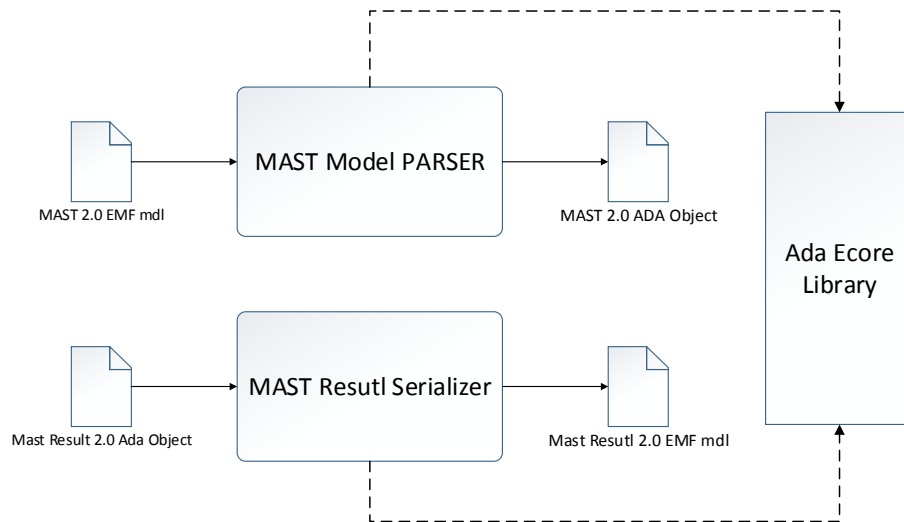 MAST Model PARSER
MAST 2.0 EMF mdl
MAST 2.0 ADA Object
Ada Ecore
Library
MAST Resutl Serializer
Mast Result 2.0 Ada Object
Mast Resutl 2.0 EMF mdl